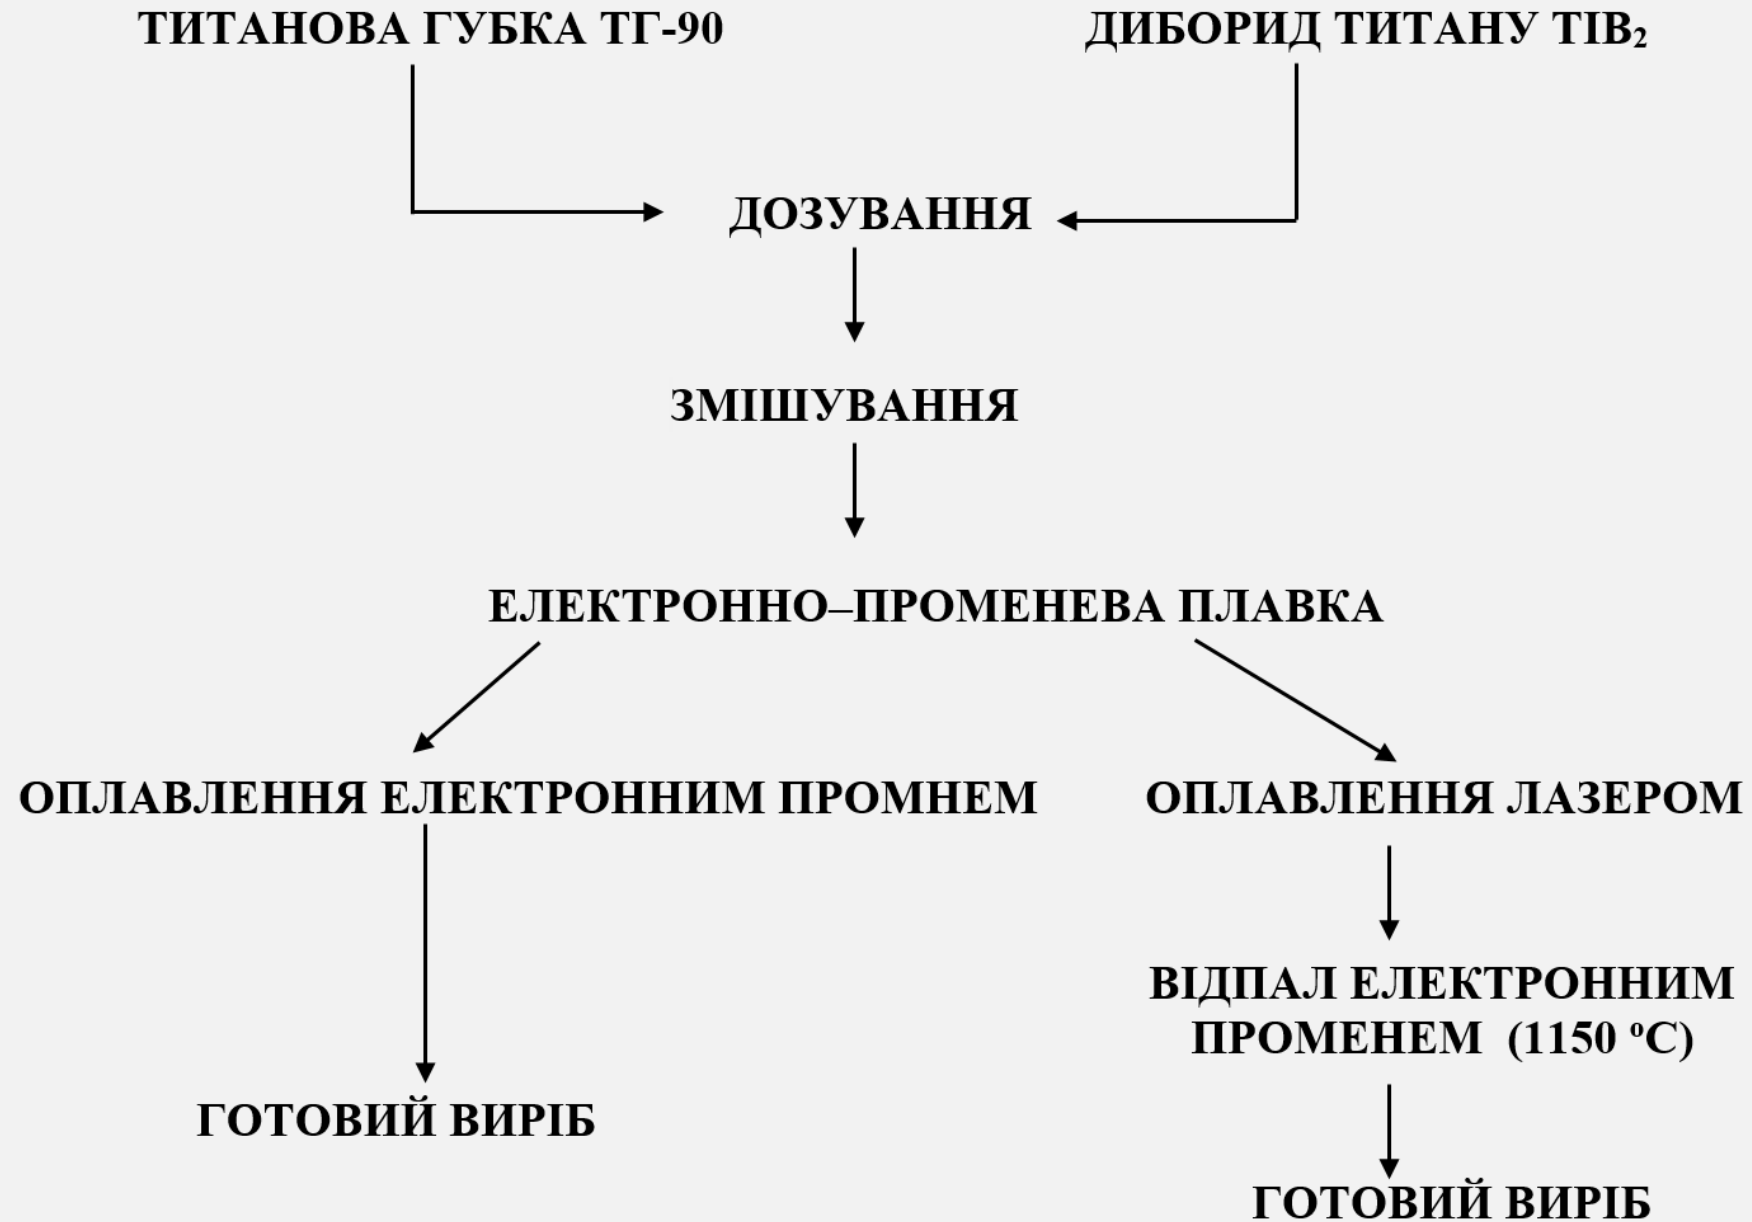 ТИТАНОВА ГУБКА ТГ-90
ДИБОРИД ТИТАНУ ТІВ₂
ДОЗУВАННЯ
ЗМІШУВАННЯ
ЕЛЕКТРОННО–ПРОМЕНЕВА ПЛАВКА
ОПЛАВЛЕННЯ ЕЛЕКТРОННИМ ПРОМНЕМ
ОПЛАВЛЕННЯ ЛАЗЕРОМ
ВІДПАЛ ЕЛЕКТРОННИМ
ПРОМЕНЕМ (1150 ºС)
ГОТОВИЙ ВИРІБ
ГОТОВИЙ ВИРІБ